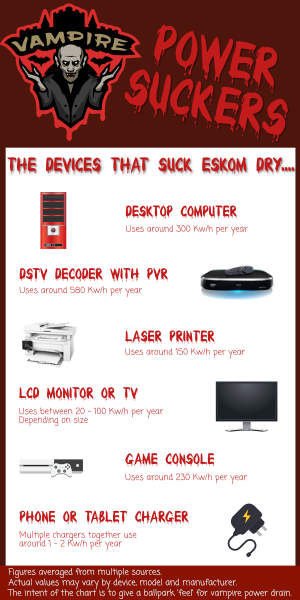 VAMPIRE
POWER
SUCKERS
THE DEVICES THAT SUCK ESKOM DRY....
DESKTOP COMPUTER
Uses around 300 Kw/h per year
DSTV DECODER WITH PVR
Uses around 580 Kw/h per year
LASER PRINTER
Uses around 150 Kw/h per year
LCD MONITOR OR TV
Uses between 20 - 100 Kw/h per year
Depending on size
GAME CONSOLE
Uses around 230 Kw/h per year
PHONE OR TABLET CHARGER
Multiple chargers together use
around 1 - 2 Kw/h per year
Figures averaged from multiple sources.
Actual values may vary by device, model and manufacturer.
The intent of the chart is to give a ballpark 'feel' for vampire power drain.